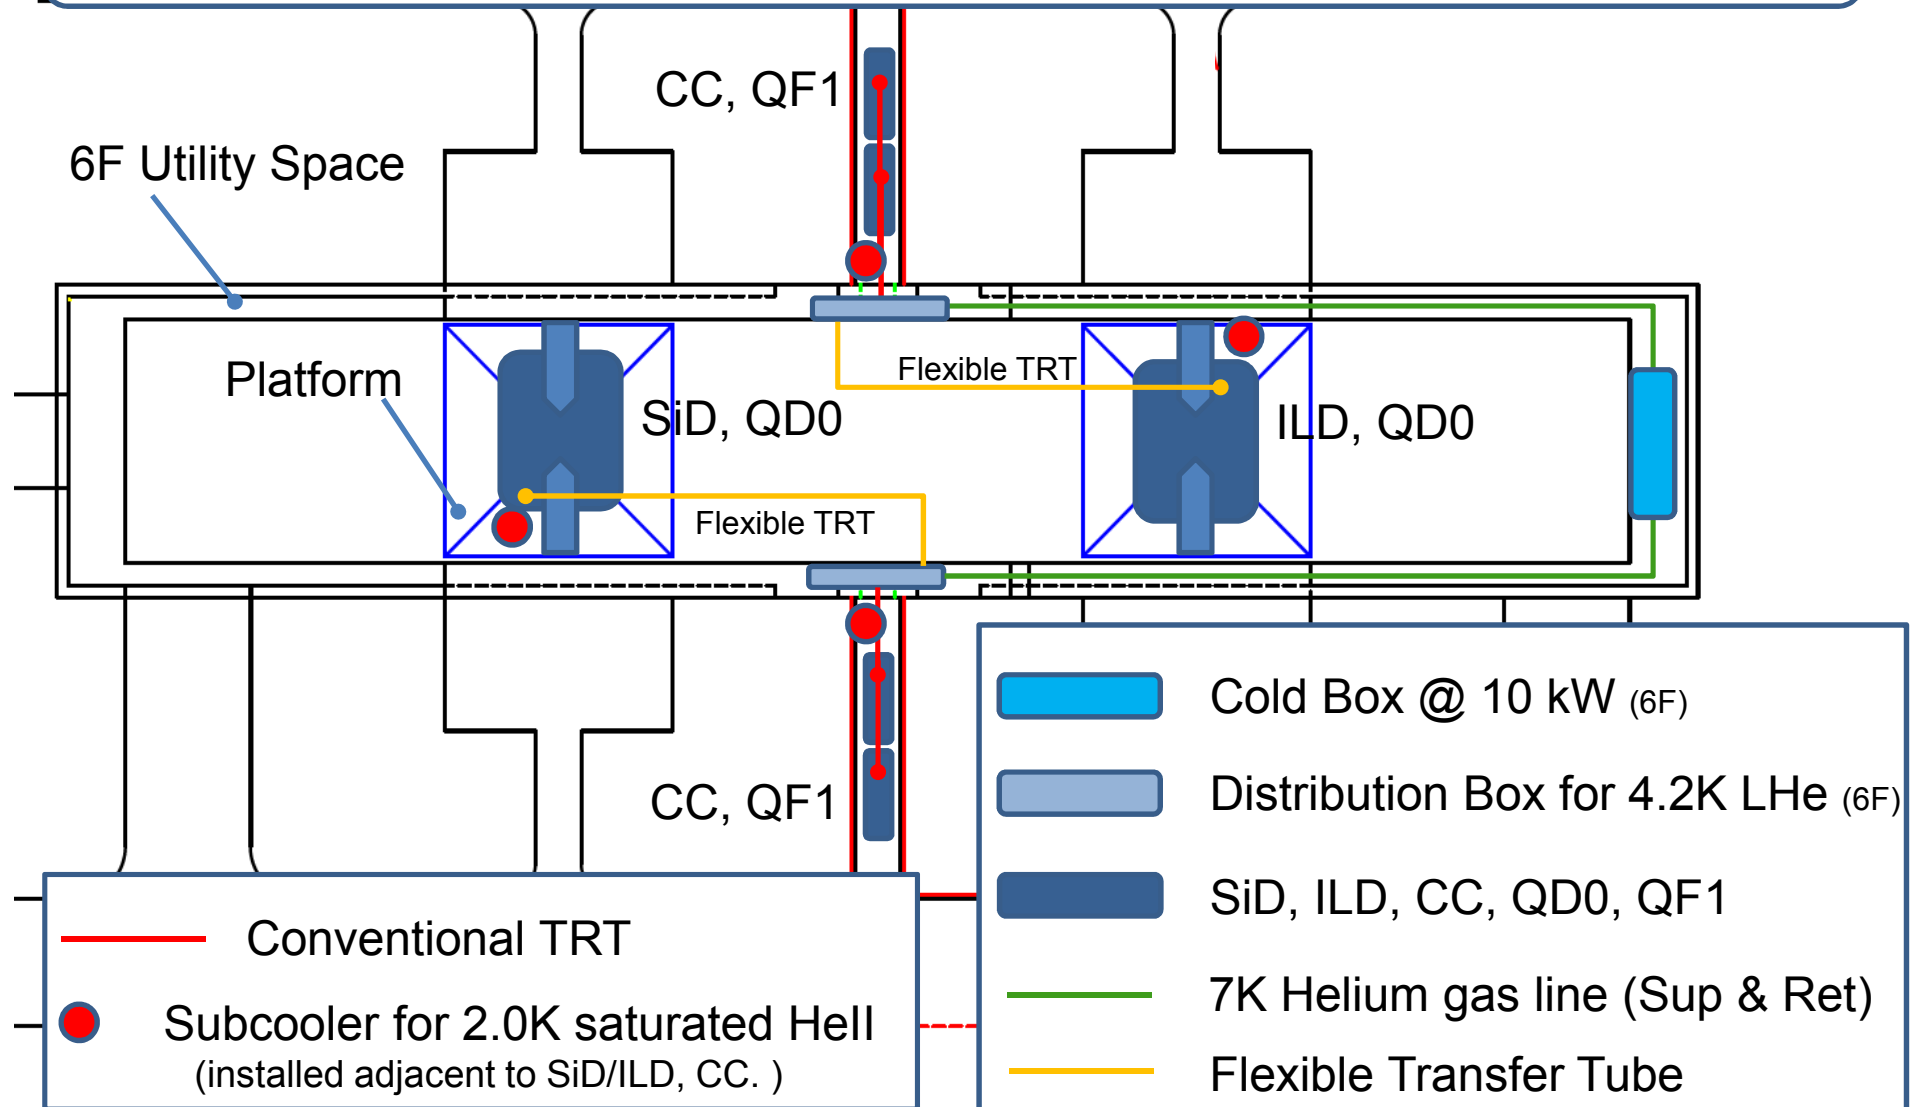 CC, QF1
6F Utility Space
Flexible TRT
Platform
SiD, QD0
ILD, QD0
Flexible TRT
CC, QF1
Cold Box @ 10 kW (6F)
Distribution Box for 4.2K LHe (6F)
SiD, ILD, CC, QD0, QF1
7K Helium gas line (Sup & Ret)
Flexible Transfer Tube
Conventional TRT
Subcooler for 2.0K saturated HeII
(installed adjacent to SiD/ILD, CC. )